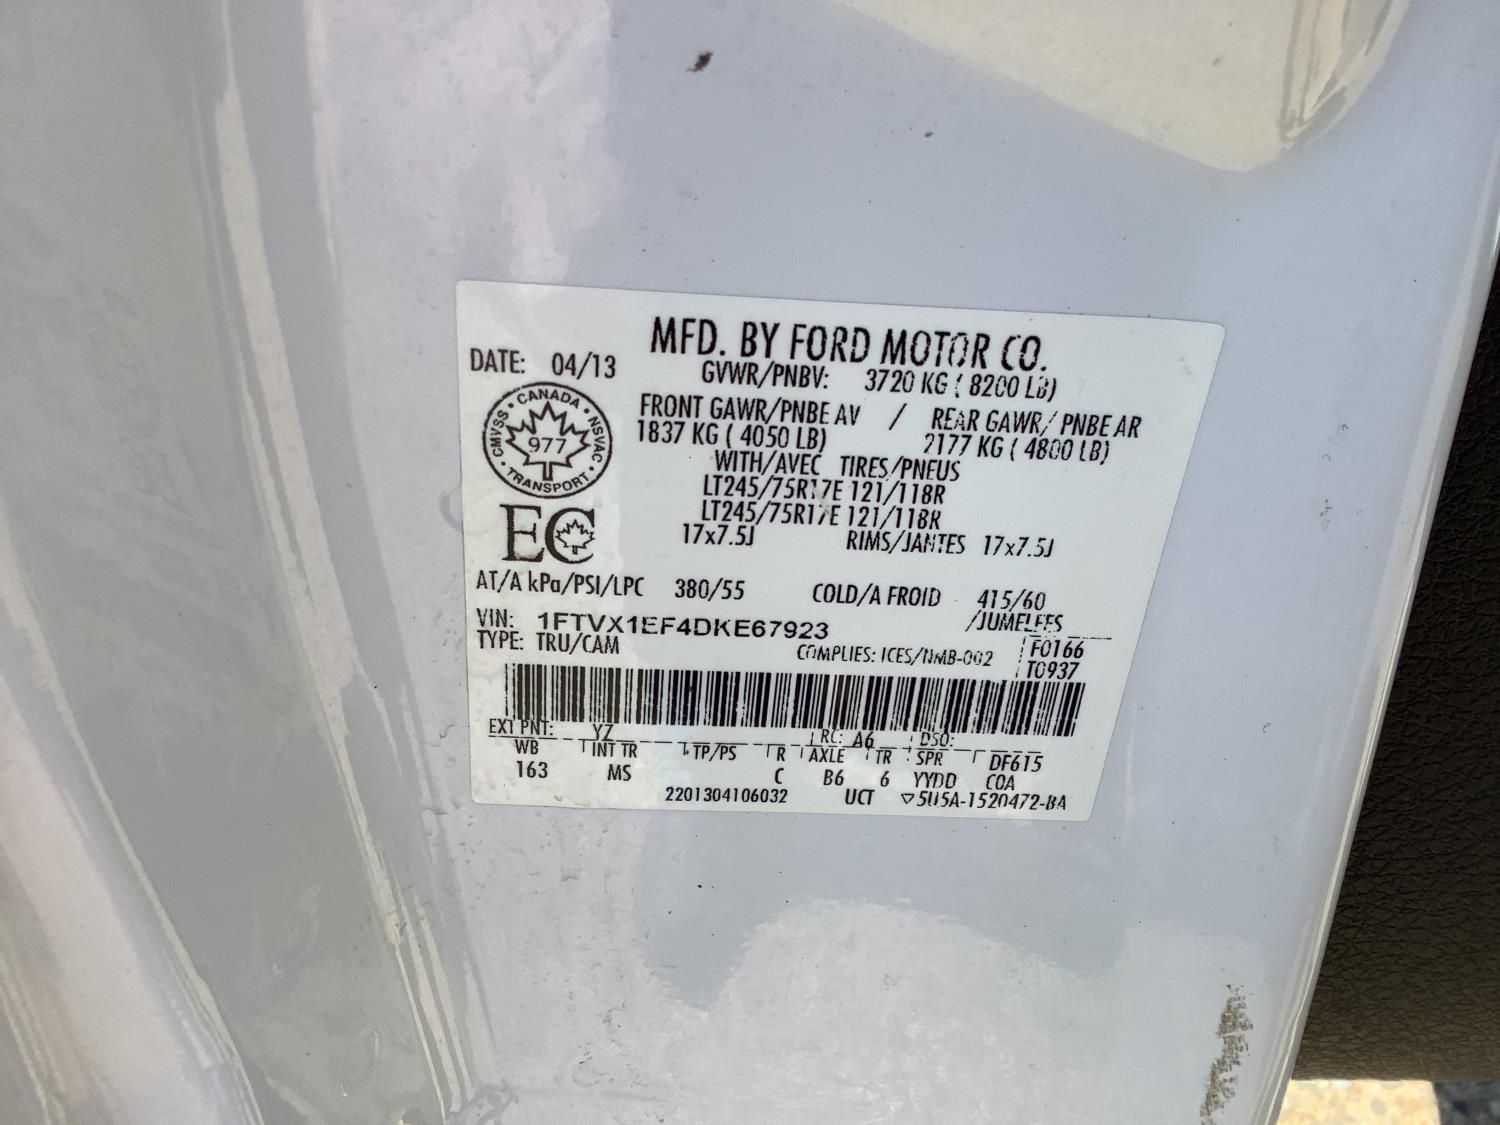 MFD. BY FORD MOTOR CO.
DATE: 04/13
GVWR/PNBV: 3720 KG ( 8200 LB)
CANADA
CMVSS
NSVAC
977
TRANSPORT
FRONT GAWR/PNBE AV / REAR GAWR/ PNBE AR
1837 KG ( 4050 LB) 2177 KG ( 4800 LB)
WITH/AVEC TIRES/PNEUS
LT245/75R17E 121/118R
LT245/75R17E 121/118R
EC
17x7.5J RIMS/JANTES 17x7.5J
AT/A kPa/PSI/LPC 380/55 COLD/A FROID 415/60
VIN: 1FTVX1EF4DKE67923 /JUMELEES
TYPE: TRU/CAM COMPLIES: ICES/NMB-002 F0166
T0937
EXT PNT: YZ RC: A6 DSO:
WB INT TR TP/PS R AXLE TR SPR DF615
163 MS C B6 6 YYDD COA
2201304106032 UCT ▽5U5A-1520472-BA